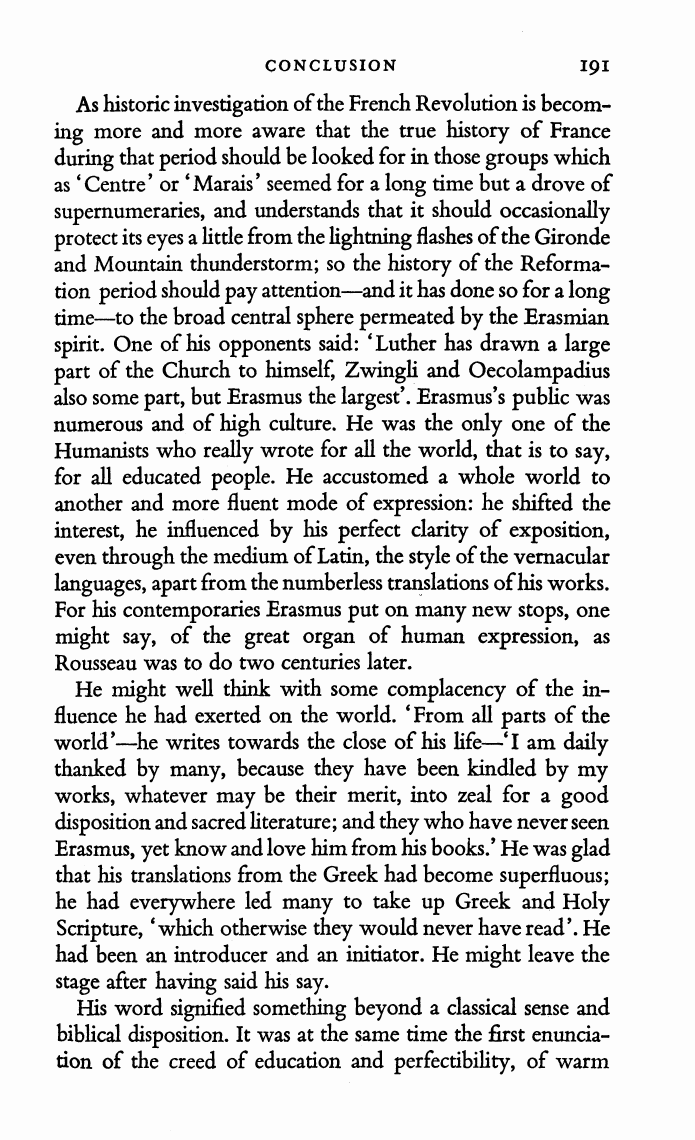 CONCLUSION 191
As historic investigation of the French Revolution is becom-
ing more and more aware that the true history of France
during that period should be looked for in those groups which
as ‘Centre’ or ‘Marais’ seemed for a long time but a drove of
supernumeraries, and understands that it should occasionally
protect its eyes a little from the lightning flashes of the Gironde
and Mountain thunderstorm; so the history of the Reforma-
tion period should pay attention—and it has done so for a long
time—to the broad central sphere permeated by the Erasmian
spirit. One of his opponents said: ‘Luther has drawn a large
part of the Church to himself, Zwingli and Oecolampadius
also some part, but Erasmus the largest’. Erasmus’s public was
numerous and of high culture. He was the only one of the
Humanists who really wrote for all the world, that is to say,
for all educated people. He accustomed a whole world to
another and more fluent mode of expression: he shifted the
interest, he influenced by his perfect clarity of exposition,
even through the medium of Latin, the style of the vernacular
languages, apart from the numberless translations of his works.
For his contemporaries Erasmus put on many new stops, one
might say, of the great organ of human expression, as
Rousseau was to do two centuries later.
He might well think with some complacency of the in-
fluence he had exerted on the world. ‘From all parts of the
world’—he writes towards the close of his life—‘I am daily
thanked by many, because they have been kindled by my
works, whatever may be their merit, into zeal for a good
disposition and sacred literature; and they who have never seen
Erasmus, yet know and love him from his books.’ He was glad
that his translations from the Greek had become superfluous;
he had everywhere led many to take up Greek and Holy
Scripture, ‘which otherwise they would never have read’. He
had been an introducer and an initiator. He might leave the
stage after having said his say.
His word signified something beyond a classical sense and
biblical disposition. It was at the same time the first enuncia-
tion of the creed of education and perfectibility, of warm